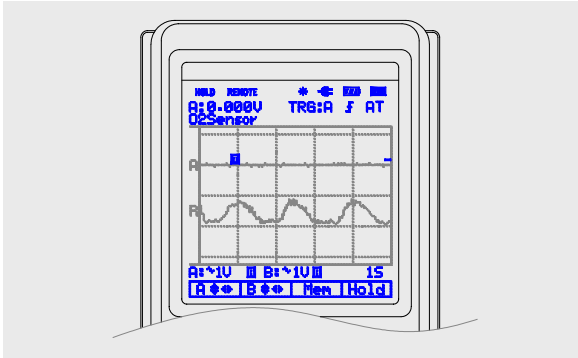 HOLD REMOTE
A:0.000V TRG:A AT
O2Sensor
A
A
A:~1V B:~1V 1S
A B Mem Hold